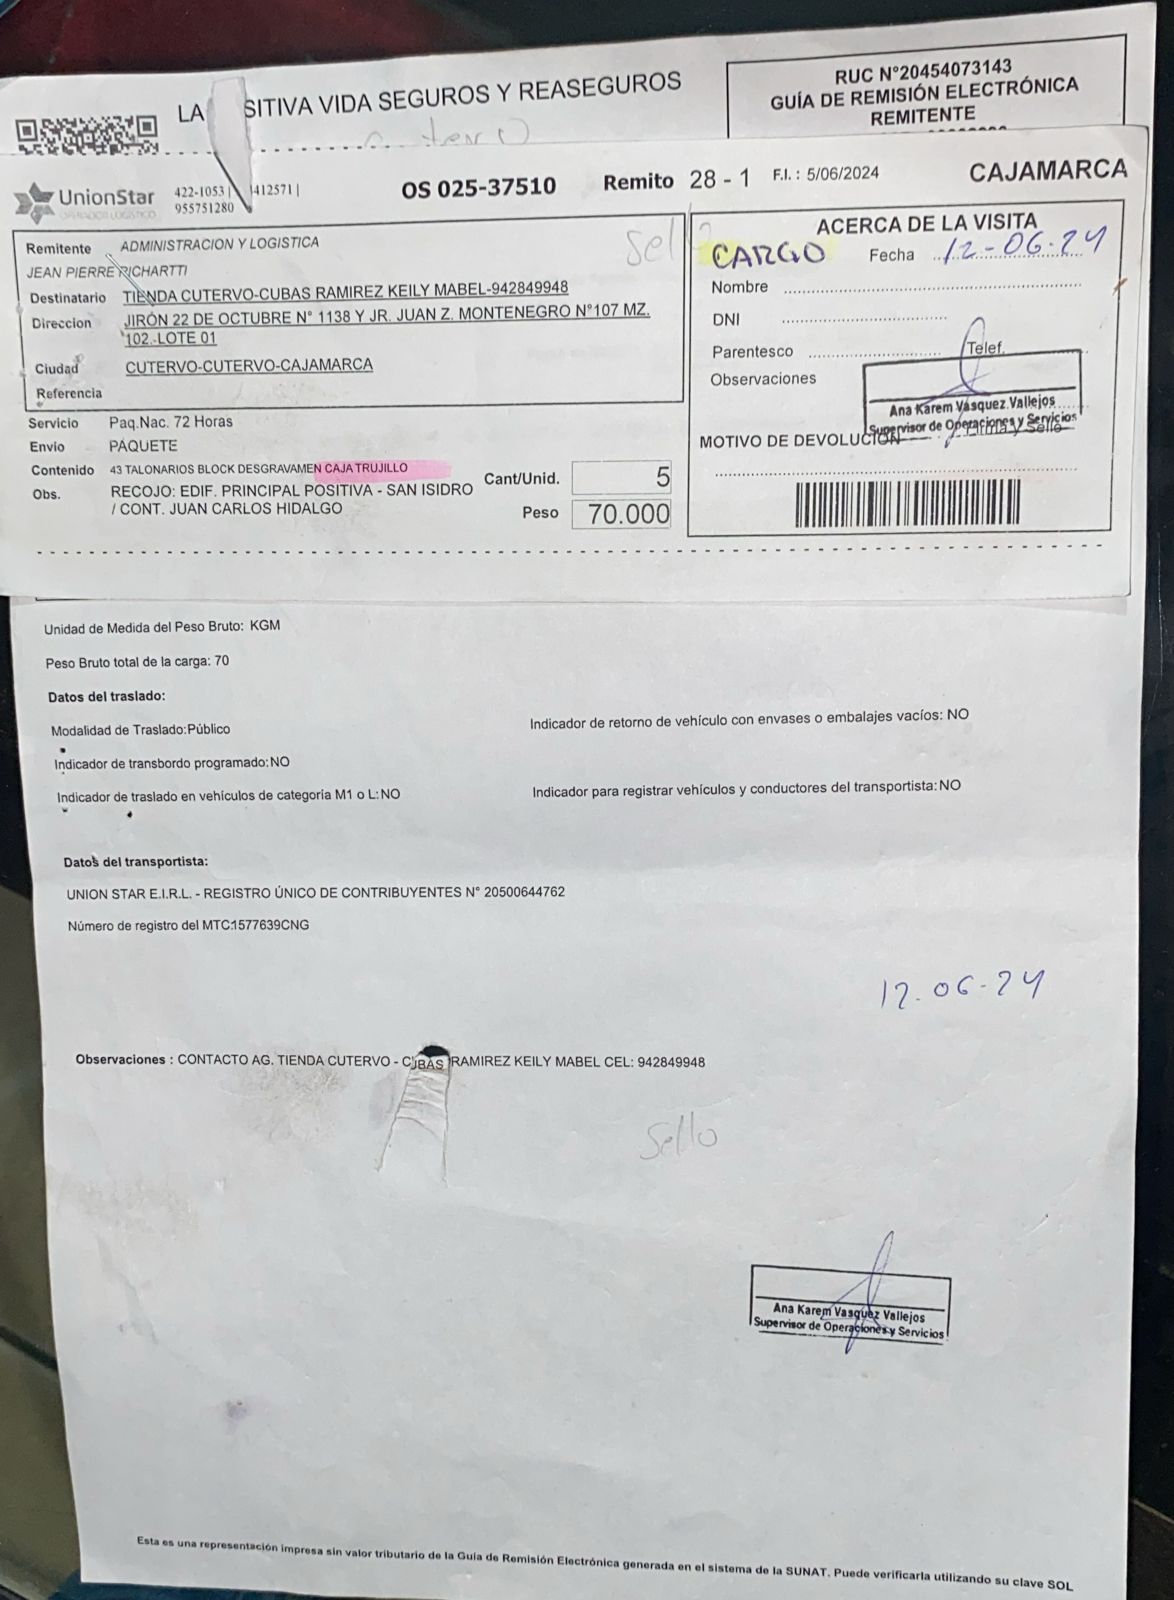 LA SITIVA VIDA SEGUROS Y REASEGUROS
RUC N°20454073143
GUÍA DE REMISIÓN ELECTRÓNICA
REMITENTE
UnionStar
OPERADOR LOGÍSTICO
422-1053 | 412571 |
955751280
OS 025-37510
Remito 28 - 1
F.I. : 5/06/2024
CAJAMARCA
Remitente ADMINISTRACION Y LOGISTICA
JEAN PIERRE RICHARTTI
Destinatario TIENDA CUTERVO-CUBAS RAMIREZ KEILY MABEL-942849948
Direccion JIRÓN 22 DE OCTUBRE N° 1138 Y JR. JUAN Z. MONTENEGRO N°107 MZ.
102.-LOTE 01
Ciudad CUTERVO-CUTERVO-CAJAMARCA
Referencia
Sello
Servicio Paq.Nac. 72 Horas
Envio PAQUETE
Contenido 43 TALONARIOS BLOCK DESGRAVAMEN CAJA TRUJILLO
Obs. RECOJO: EDIF. PRINCIPAL POSITIVA - SAN ISIDRO
/ CONT. JUAN CARLOS HIDALGO
Cant/Unid. 5
Peso 70.000
ACERCA DE LA VISITA
CARGO Fecha 12-06-24
Nombre
DNI
Parentesco Telef.
Observaciones
Ana Karem Vasquez Vallejos
Supervisor de Operaciones y Servicios
Firma y Sello
MOTIVO DE DEVOLUCIÓN
Unidad de Medida del Peso Bruto: KGM
Peso Bruto total de la carga: 70
Datos del traslado:
Modalidad de Traslado:Público
Indicador de retorno de vehículo con envases o embalajes vacíos: NO
Indicador de transbordo programado:NO
Indicador de traslado en vehículos de categoría M1 o L:NO
Indicador para registrar vehículos y conductores del transportista:NO
Datos del transportista:
UNION STAR E.I.R.L. - REGISTRO ÚNICO DE CONTRIBUYENTES N° 20500644762
Número de registro del MTC:1577639CNG
12.06-24
Observaciones : CONTACTO AG. TIENDA CUTERVO - CUBAS RAMIREZ KEILY MABEL CEL: 942849948
Sello
Ana Karem Vasquez Vallejos
Supervisor de Operaciones y Servicios
Esta es una representación impresa sin valor tributario de la Guía de Remisión Electrónica generada en el sistema de la SUNAT. Puede verificarla utilizando su clave SOL